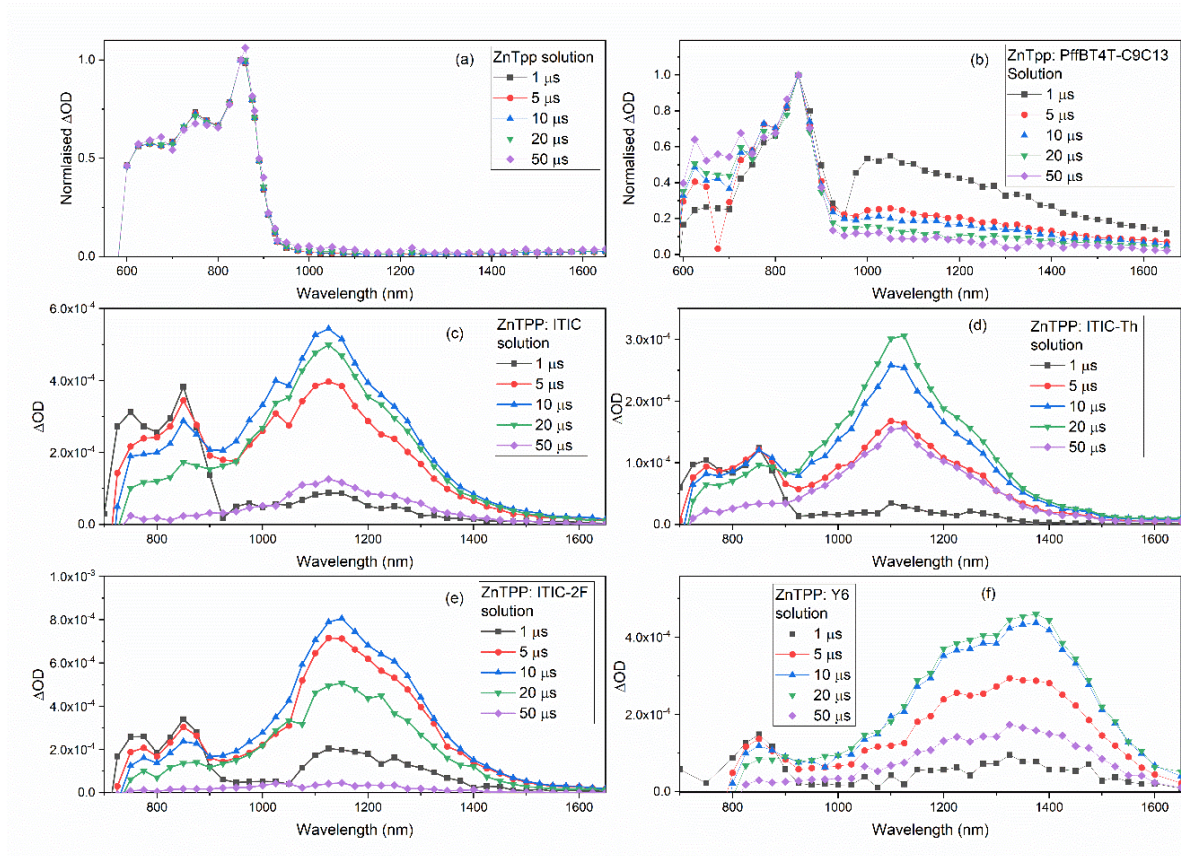 (a)
ZnTpp solution
1 µs
5 µs
10 µs
20 µs
50 µs
Normlalised ΔOD
1.0
0.5
0.0
600 800 1000 1200 1400 1600
Wavelength (nm)
(b)
ZnTpp: PffBT4T-C9C13
Solution
1 µs
5 µs
10 µs
20 µs
50 µs
Normalised ΔOD
1.0
0.8
0.6
0.4
0.2
0.0
600 700 800 900 1000 1100 1200 1300 1400 1500 1600
Wavelength (nm)
(c)
ZnTPP: ITIC
solution
1 µs
5 µs
10 µs
20 µs
50 µs
ΔOD
6.0x10⁻⁴
4.0x10⁻⁴
2.0x10⁻⁴
0.0
800 1000 1200 1400 1600
Wavelength (nm)
(d)
ZnTPP: ITIC-Th
solution
1 µs
5 µs
10 µs
20 µs
50 µs
ΔOD
3.0x10⁻⁴
2.0x10⁻⁴
1.0x10⁻⁴
0.0
800 1000 1200 1400 1600
Wavelength (nm)
(e)
ZnTPP: ITIC-2F
solution
1 µs
5 µs
10 µs
20 µs
50 µs
ΔOD
1.0x10⁻³
8.0x10⁻⁴
6.0x10⁻⁴
4.0x10⁻⁴
2.0x10⁻⁴
0.0
800 1000 1200 1400 1600
Wavelength (nm)
(f)
ZnTPP: Y6
solution
1 µs
5 µs
10 µs
20 µs
50 µs
ΔOD
4.0x10⁻⁴
2.0x10⁻⁴
0.0
800 1000 1200 1400 1600
Wavelength (nm)